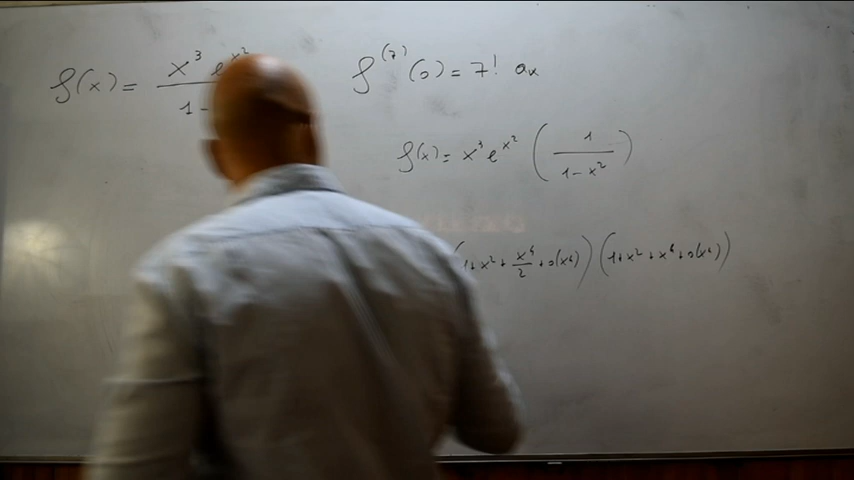 f(x) = x³ e^x² / 1-
f^(7)(0) = 7! a
f(x) = x³ e^x² ( 1 / 1-x² )
(1+x²+ x⁴/2 +o(x⁴)) (1+x²+x⁴+o(x⁴))